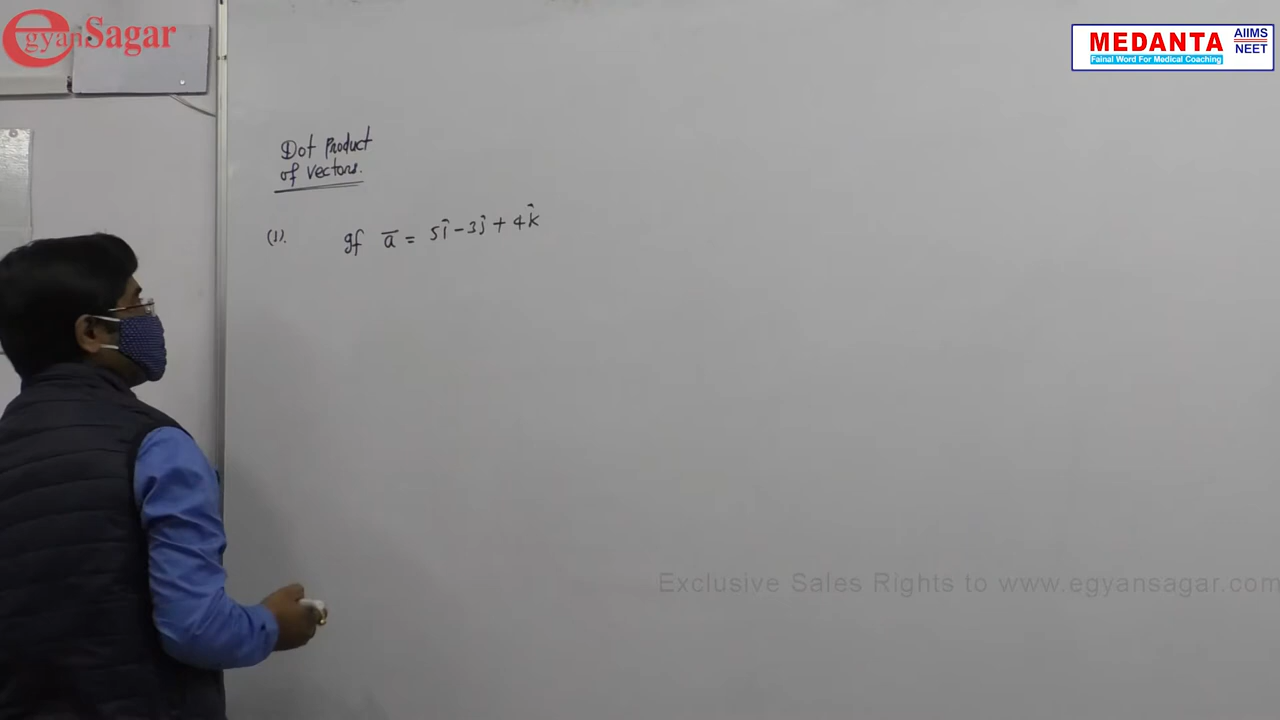 egyanSagar
MEDANTA
AIIMS
NEET
Fainal Word For Medical Coaching
Dot Product
of Vectors.
(1). If a̅ = 5î - 3ĵ + 4k̂
Exclusive Sales Rights to www.egyansagar.com